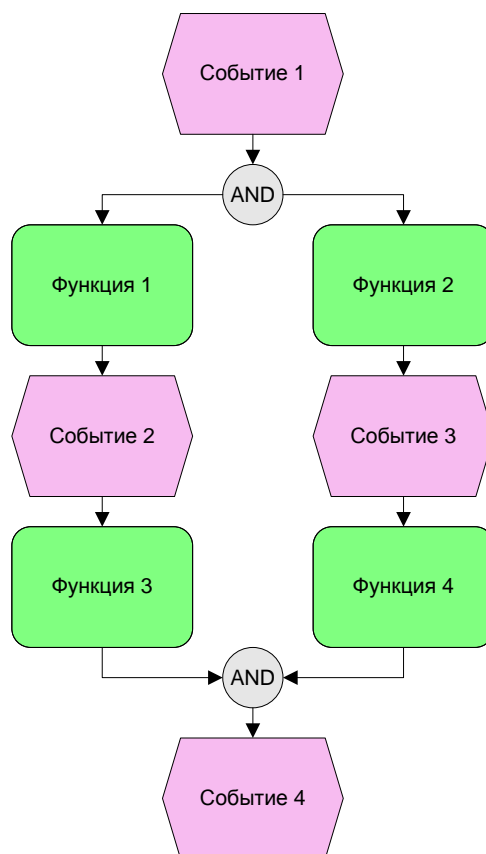 Событие 1
AND
Функция 1
Функция 2
Событие 2
Событие 3
Функция 3
Функция 4
AND
Событие 4